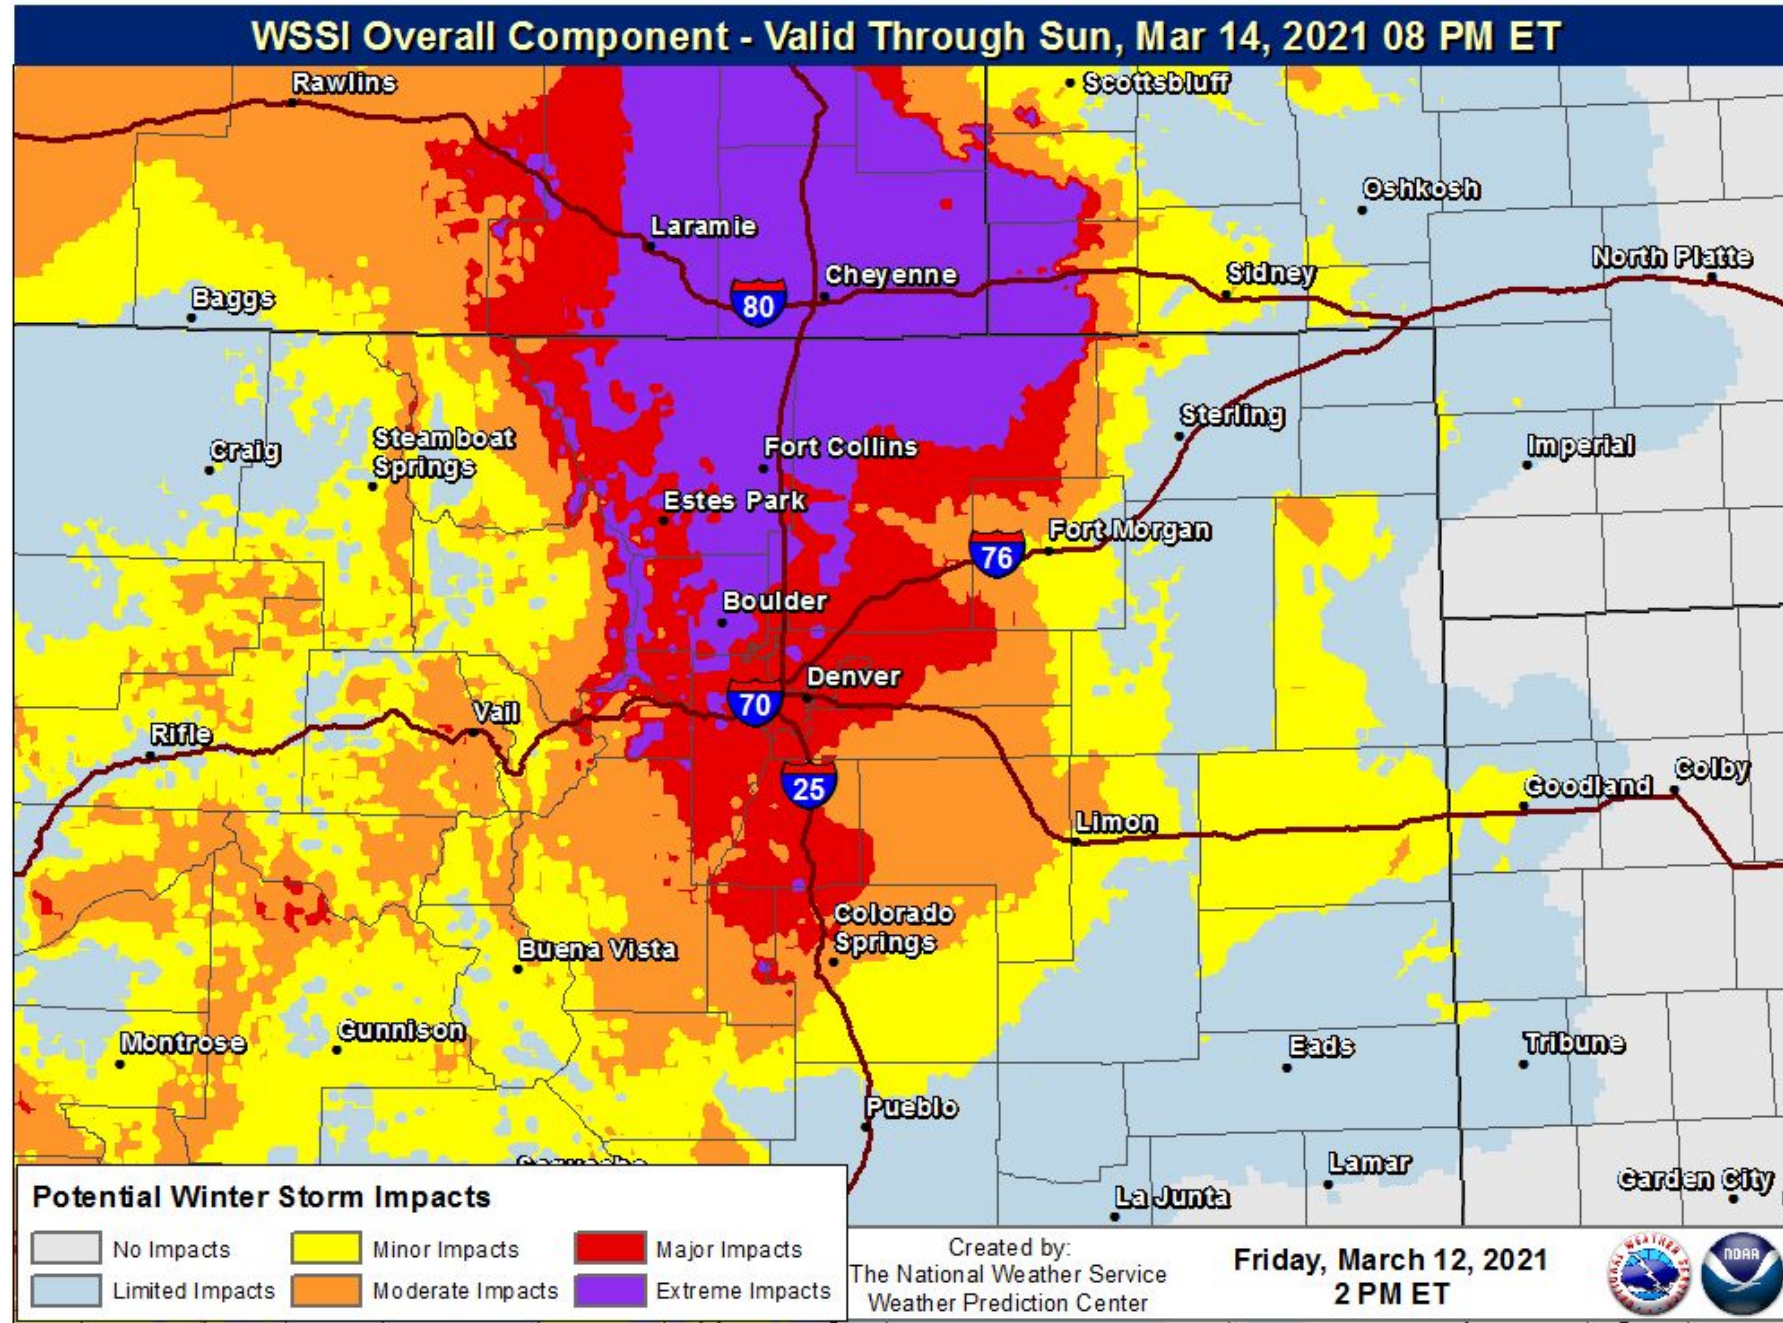 WSSI Overall Component - Valid Through Sun, Mar 14, 2021 08 PM ET
Rawlins
Scottsbluff
Oshkosh
Laramie
North Platte
Cheyenne
Sidney
Baggs
80
Sterling
Craig
Steamboat
Springs
Fort Collins
Imperial
Estes Park
Fort Morgan
76
Boulder
Denver
70
Vail
Rifle
25
Goodland
Colby
Limon
Colorado
Springs
Buena Vista
Montrose
Gunnison
Eads
Tribune
Pueblo
Lamar
La Junta
Garden City
Potential Winter Storm Impacts
No Impacts
Minor Impacts
Major Impacts
Limited Impacts
Moderate Impacts
Extreme Impacts
Created by:
The National Weather Service
Weather Prediction Center
Friday, March 12, 2021
2 PM ET
NOAA